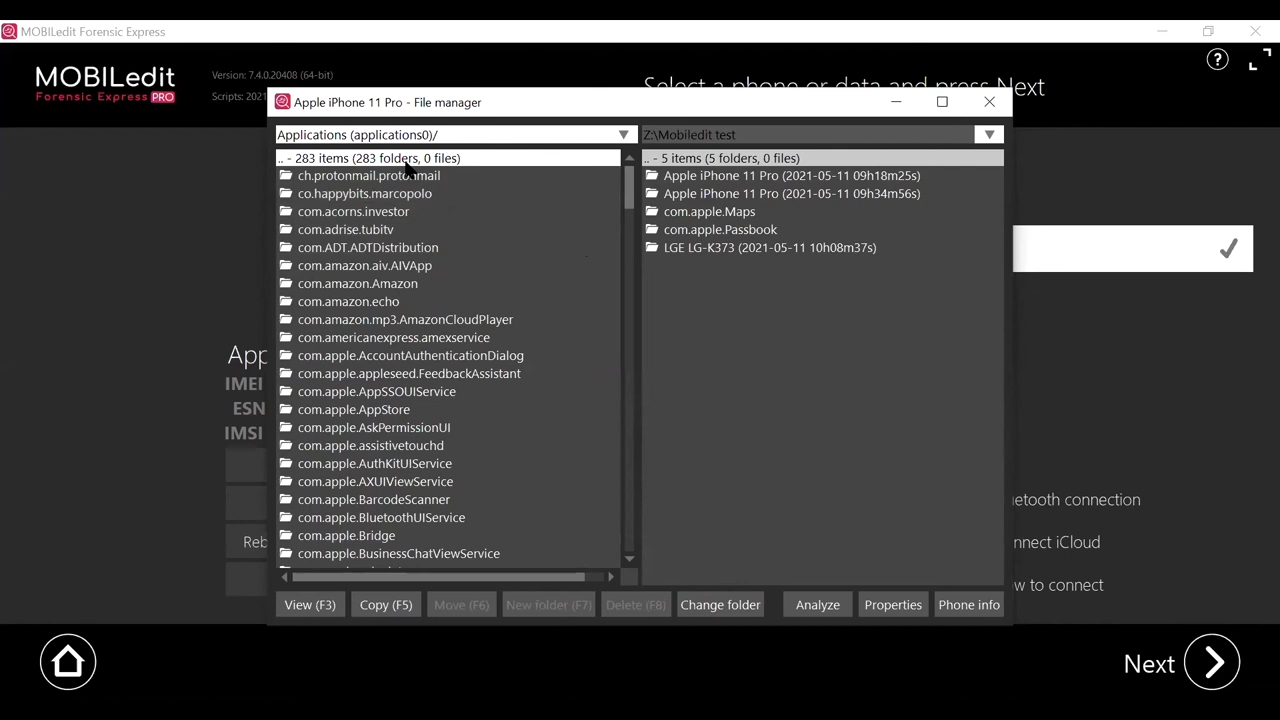 MOBILedit Forensic Express
MOBILedit
Forensic Express PRO
Version: 7.4.0.20408 (64-bit)
Scripts: 2021
Select a phone or data and press Next
?
Apple iPhone 11 Pro - File manager
Applications (applications0)/
.. - 283 items (283 folders, 0 files)
ch.protonmail.protonmail
co.happybits.marcopolo
com.acorns.investor
com.adrise.tubitv
com.ADT.ADTDistribution
com.amazon.aiv.AIVApp
com.amazon.Amazon
com.amazon.echo
com.amazon.mp3.AmazonCloudPlayer
com.americanexpress.amexservice
com.apple.AccountAuthenticationDialog
com.apple.appleseed.FeedbackAssistant
com.apple.AppSSOUIService
com.apple.AppStore
com.apple.AskPermissionUI
com.apple.assistivetouchd
com.apple.AuthKitUIService
com.apple.AXUIViewService
com.apple.BarcodeScanner
com.apple.BluetoothUIService
com.apple.Bridge
com.apple.BusinessChatViewService
Z:\Mobiledit test
.. - 5 items (5 folders, 0 files)
Apple iPhone 11 Pro (2021-05-11 09h18m25s)
Apple iPhone 11 Pro (2021-05-11 09h34m56s)
com.apple.Maps
com.apple.Passbook
LGE LG-K373 (2021-05-11 10h08m37s)
View (F3)
Copy (F5)
Move (F6)
New folder (F7)
Delete (F8)
Change folder
Analyze
Properties
Phone info
App
IMEI
ESN
IMSI
Reb
etooth connection
nnect iCloud
w to connect
Next